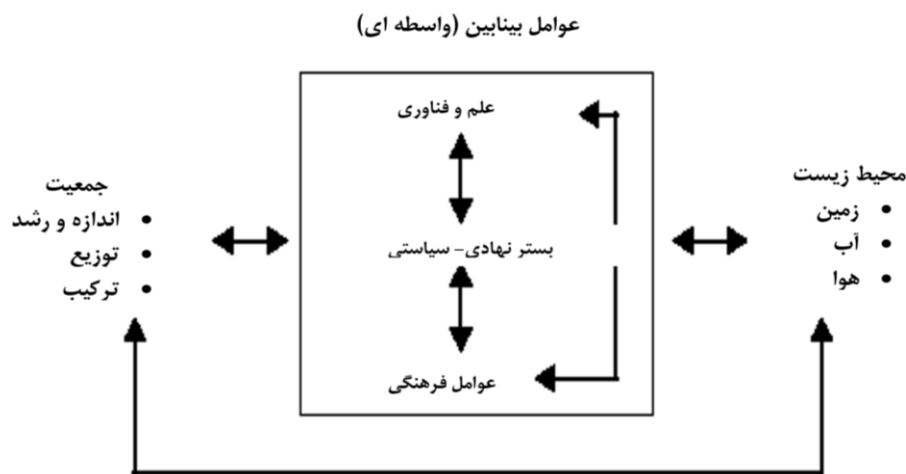 عوامل بینابین (واسطه ای)
علم و فناوری
بستر نهادی- سیاستی
عوامل فرهنگی
محیط زیست
• زمین
• آب
• هوا
جمعیت
• اندازه و رشد
• توزیع
• ترکیب